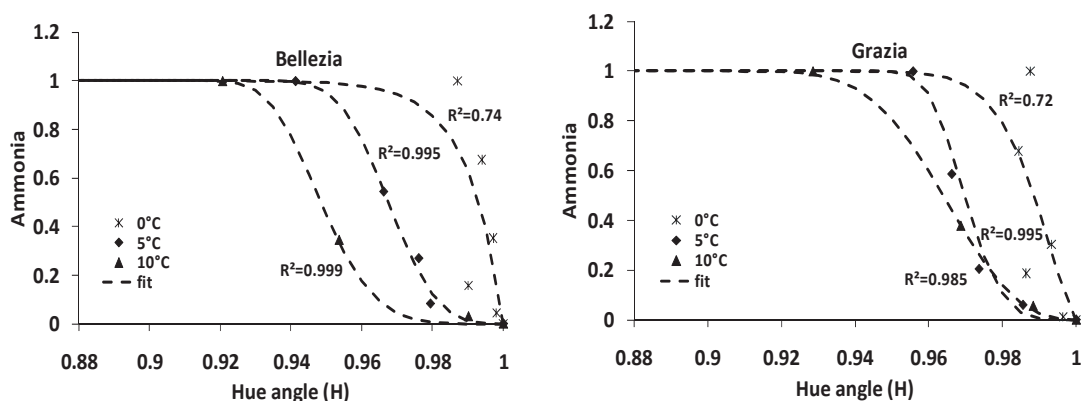 Bellezia
1.2
1
0.8
0.6
0.4
0.2
0
Ammonia
R²=0.74
R²=0.995
R²=0.999
0°C
5°C
10°C
fit
0.88 0.9 0.92 0.94 0.96 0.98 1
Hue angle (H)
Grazia
1.2
1
0.8
0.6
0.4
0.2
0
Ammonia
R²=0.72
R²=0.995
R²=0.985
0°C
5°C
10°C
fit
0.88 0.9 0.92 0.94 0.96 0.98 1
Hue angle (H)